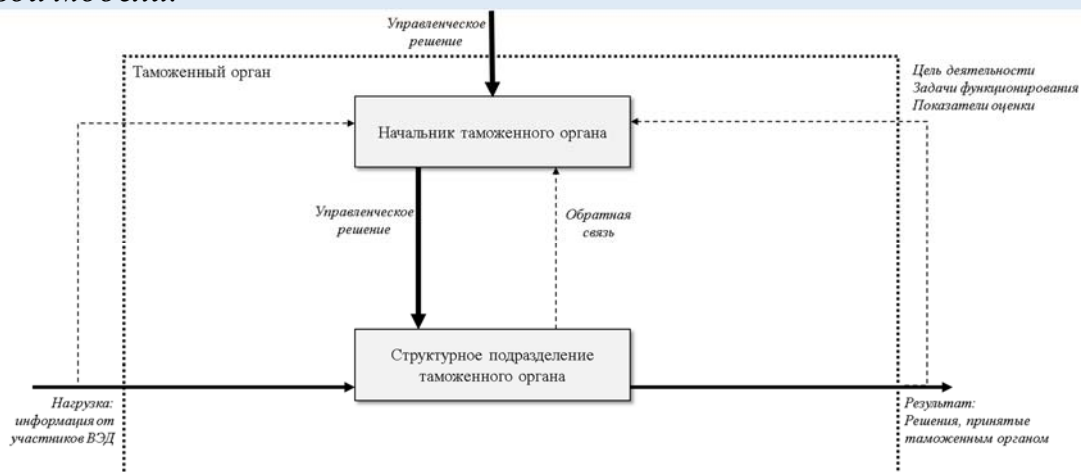 Управленческое
решение
Таможенный орган
Цель деятельности
Задачи функционирования
Показатели оценки
Начальник таможенного органа
Управленческое
решение
Обратная
связь
Структурное подразделение
таможенного органа
Нагрузка:
информация от
участников ВЭД
Результат:
Решения, принятые
таможенным органом